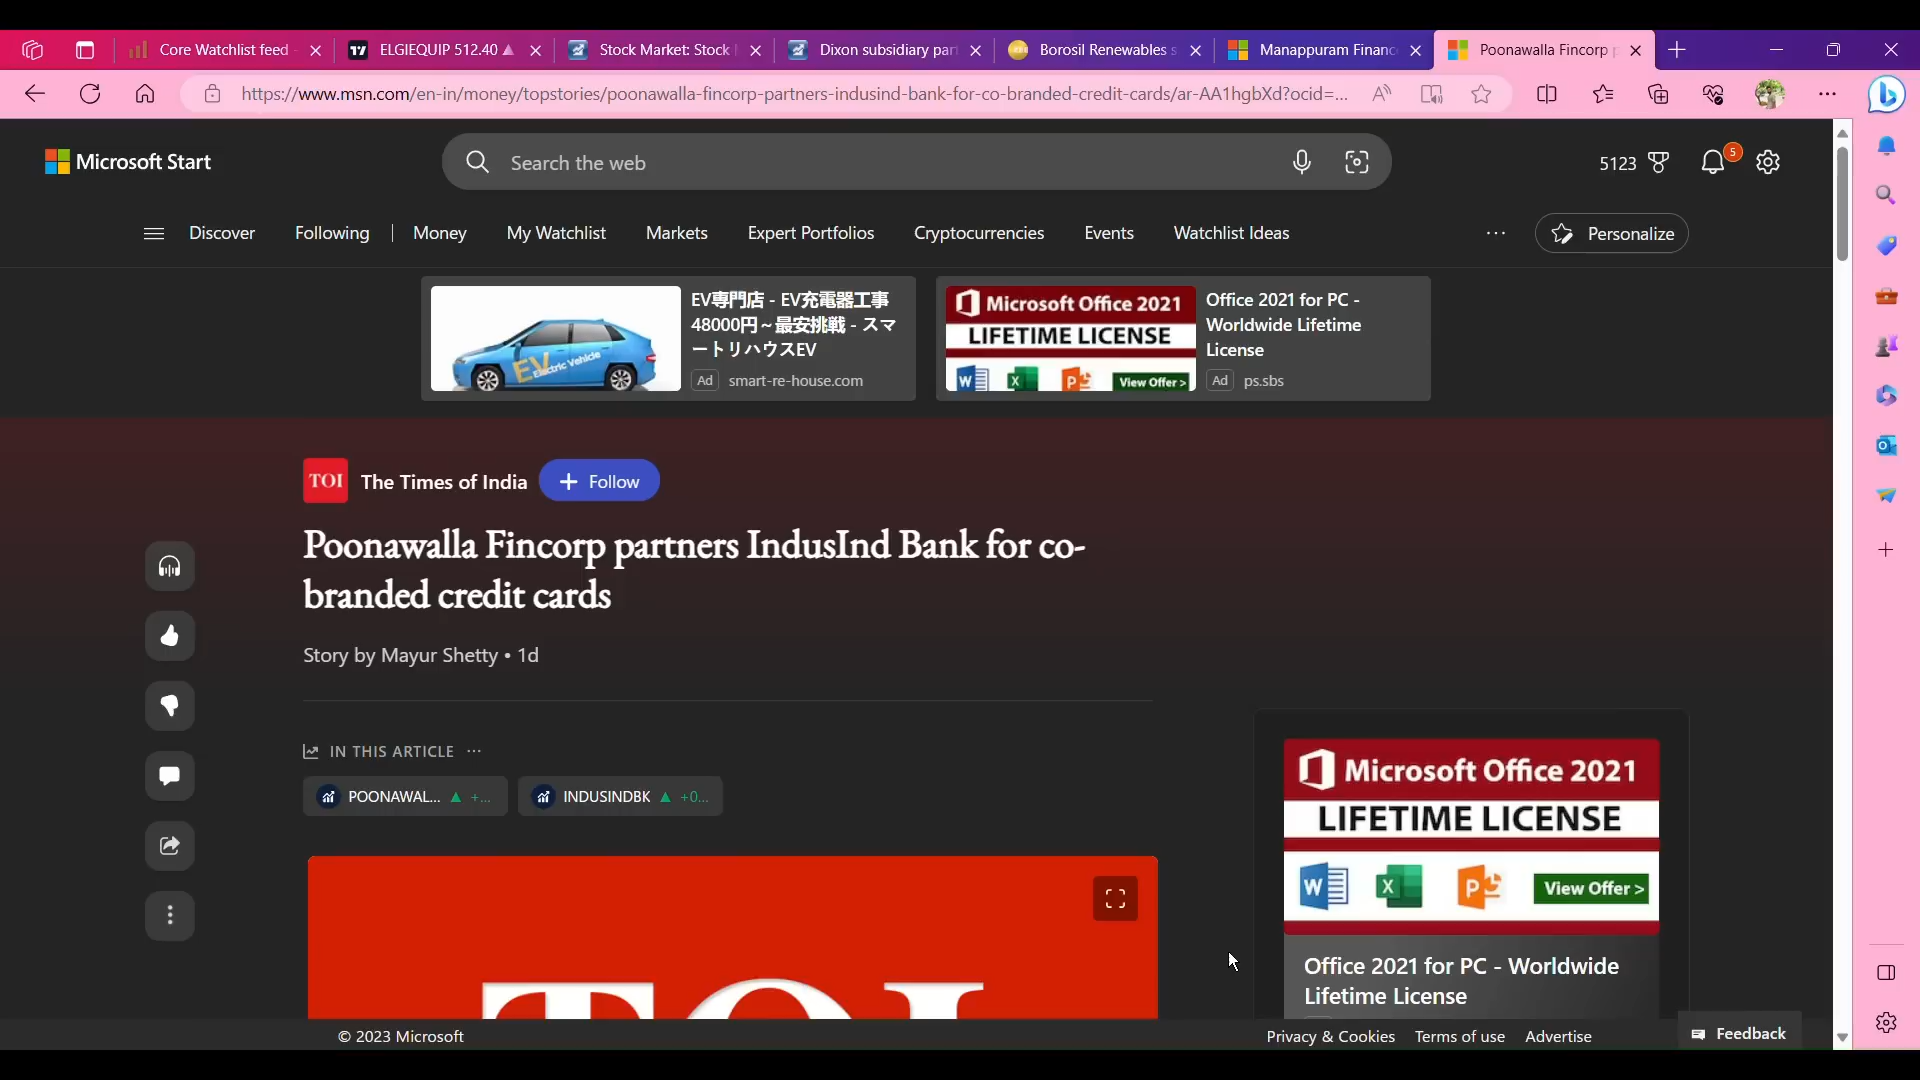 Core Watchlist feed -
ELGIEQUIP 512.40
Stock Market: Stock
Dixon subsidiary par
Borosil Renewables s
Manappuram Financ
Poonawalla Fincorp p
https://www.msn.com/en-in/money/topstories/poonawalla-fincorp-partners-indusind-bank-for-co-branded-credit-cards/ar-AA1hgbXd?ocid=...
Microsoft Start
Search the web
5123
5
Discover
Following
Money
My Watchlist
Markets
Expert Portfolios
Cryptocurrencies
Events
Watchlist Ideas
Personalize
EV Electric Vehicle
EV専門店 - EV充電器工事
48000円～最安挑戦 - スマ
ートリハウスEV
Ad smart-re-house.com
Microsoft Office 2021
LIFETIME LICENSE
View Offer >
Office 2021 for PC -
Worldwide Lifetime
License
Ad ps.sbs
TOI The Times of India
+ Follow
Poonawalla Fincorp partners IndusInd Bank for co-
branded credit cards
Story by Mayur Shetty • 1d
IN THIS ARTICLE ...
POONAWAL... ▲ +...
INDUSINDBK ▲ +0...
TOI
Microsoft Office 2021
LIFETIME LICENSE
View Offer >
Office 2021 for PC - Worldwide
Lifetime License
© 2023 Microsoft
Privacy & Cookies
Terms of use
Advertise
Feedback